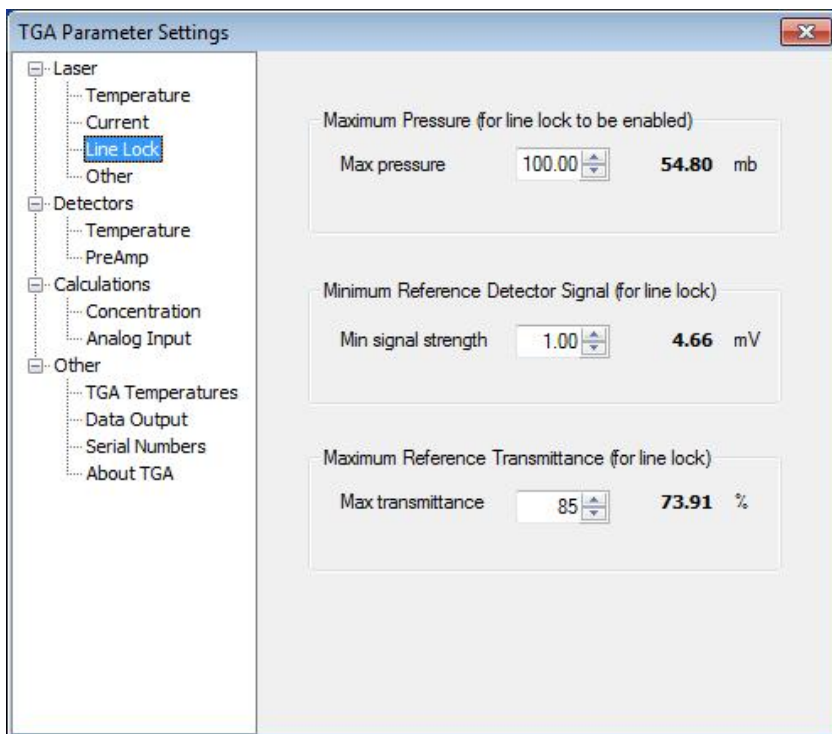 TGA Parameter Settings
Laser
Temperature
Current
Line Lock
Other
Detectors
Temperature
PreAmp
Calculations
Concentration
Analog Input
Other
TGA Temperatures
Data Output
Serial Numbers
About TGA
Maximum Pressure (for line lock to be enabled)
Max pressure 100.00 54.80 mb
Minimum Reference Detector Signal (for line lock)
Min signal strength 1.00 4.66 mV
Maximum Reference Transmittance (for line lock)
Max transmittance 85 73.91 %